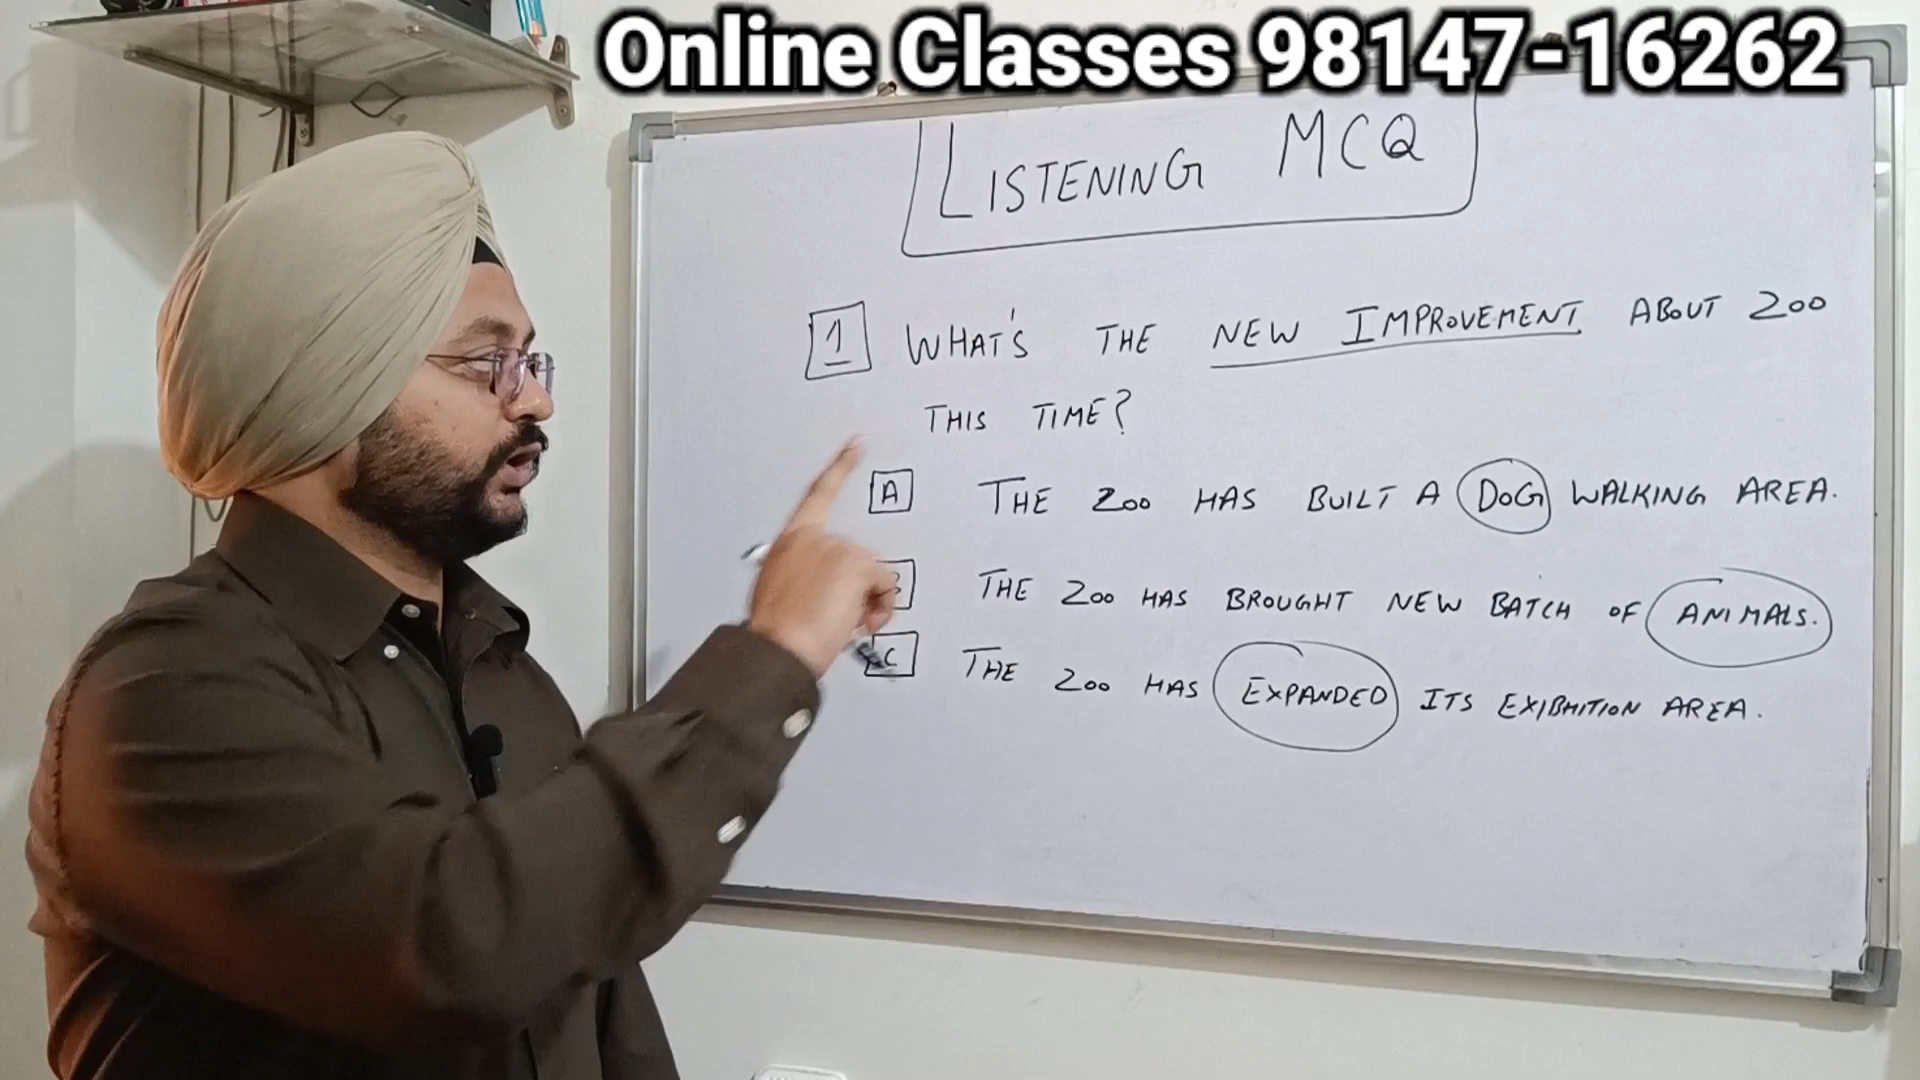 Online Classes 98147-16262
LISTENING MCQ
1 WHAT'S THE NEW IMPROVEMENT ABOUT ZOO
THIS TIME?
A THE ZOO HAS BUILT A DOG WALKING AREA.
THE ZOO HAS BROUGHT NEW BATCH OF ANIMALS.
C THE ZOO HAS EXPANDED ITS EXIBHITION AREA.